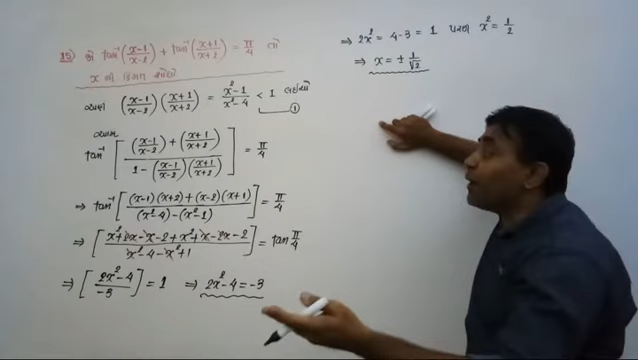 15) જો tan⁻¹((x-1)/(x-2)) + tan⁻¹((x+1)/(x+2)) = π/4 તો
x ની કિંમત શોધો
((x-1)/(x-2)) ((x+1)/(x+2)) = (x²-1)/(x²-4) < 1 લઈએ તો ①
tan⁻¹ [ (((x-1)/(x-2)) + ((x+1)/(x+2))) / (1 - ((x-1)/(x-2)) ((x+1)/(x+2))) ] = π/4
⇒ tan⁻¹ [ ((x-1)(x+2) + (x-2)(x+1)) / ((x²-4) - (x²-1)) ] = π/4
⇒ [ (x²+2x-x-2+x²+x-2x-2) / (x²-4-x²+1) ] = tan π/4
⇒ [ (2x²-4) / -3 ] = 1 ⇒ 2x²-4 = -3
⇒ 2x² = 4-3 = 1 x² = 1/2
⇒ x = ± 1/√2